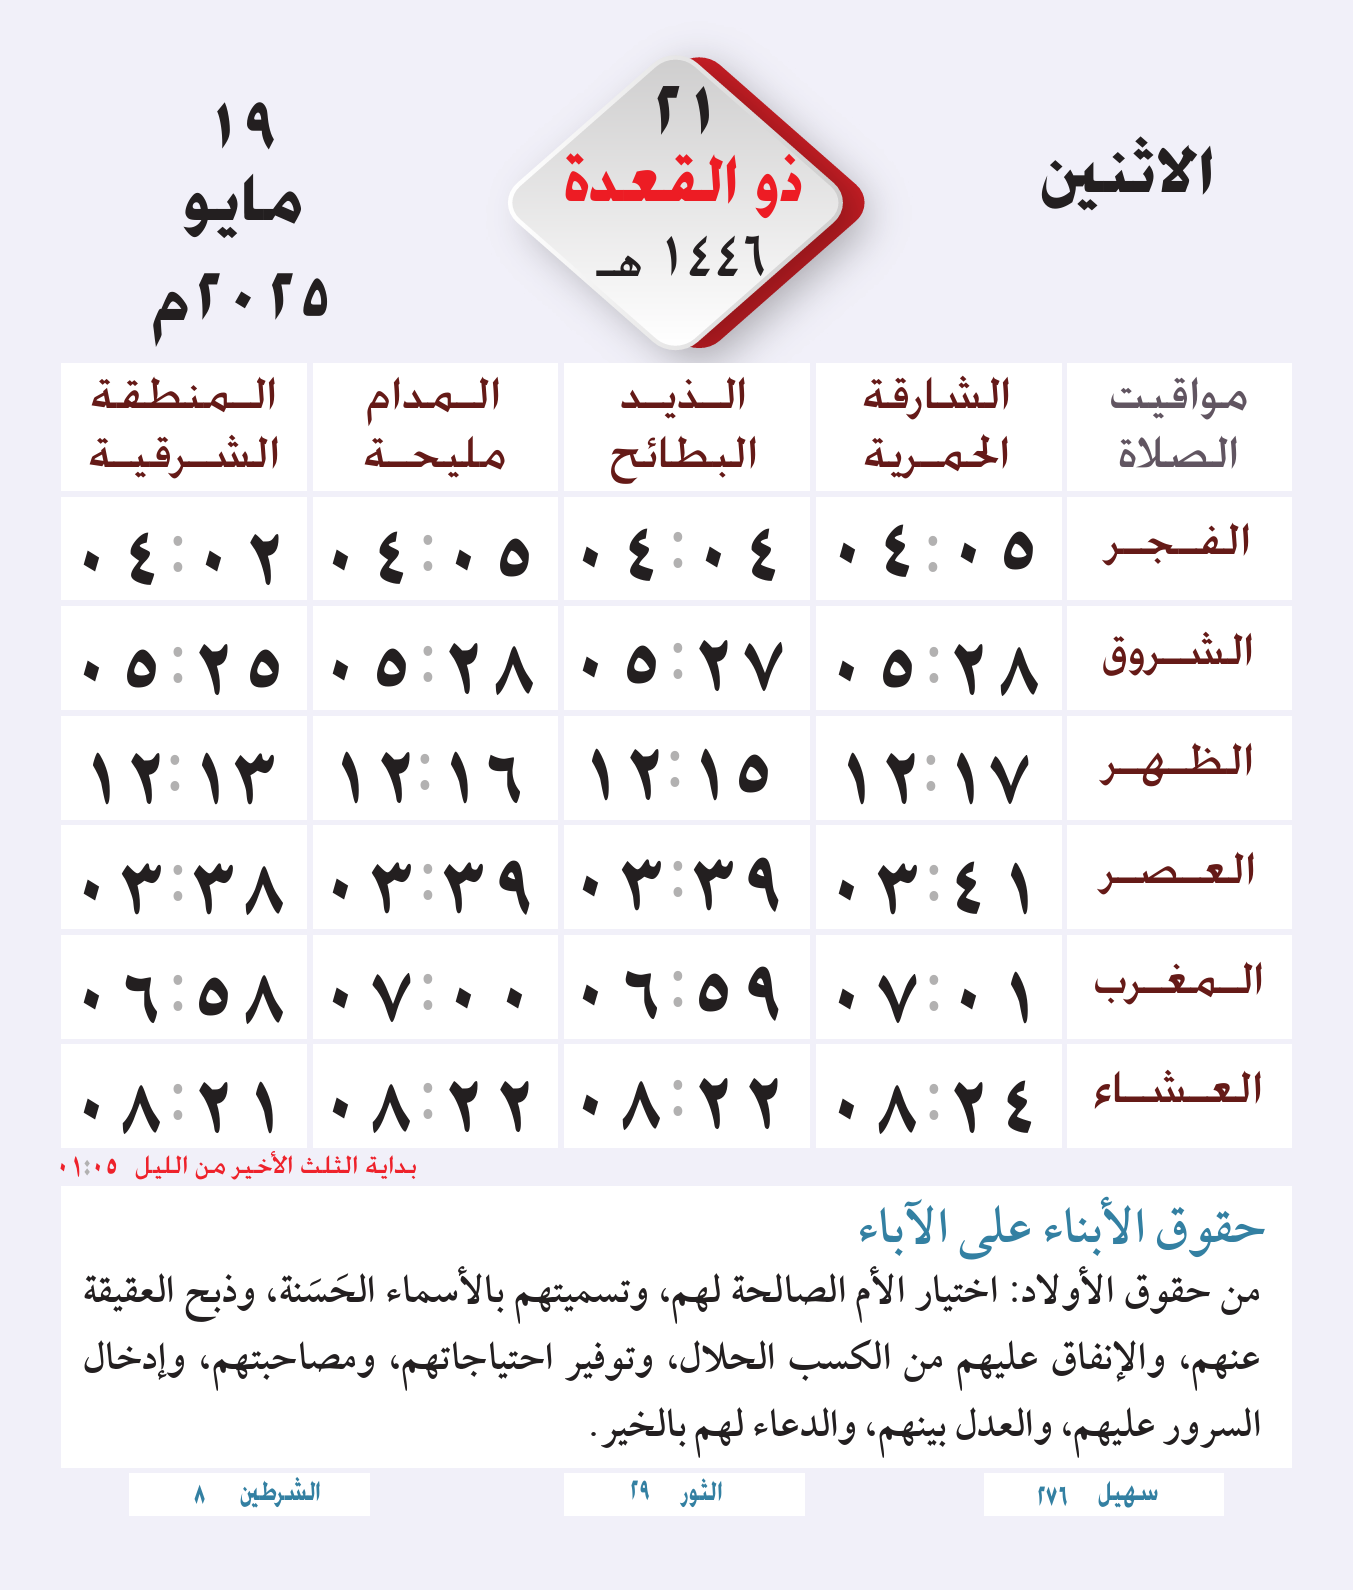 الاثنين
٢١
ذو القعدة
١٤٤٦ هـ
١٩
مايو
٢٠٢٥م
مواقيت الصلاة	الشارقة الحمرية	الذيد البطائح	المدام مليحة	المنطقة الشرقية
الفجر	٠٤:٠٥	٠٤:٠٤	٠٤:٠٥	٠٤:٠٢
الشروق	٠٥:٢٨	٠٥:٢٧	٠٥:٢٨	٠٥:٢٥
الظهر	١٢:١٧	١٢:١٥	١٢:١٦	١٢:١٣
العصر	٠٣:٤١	٠٣:٣٩	٠٣:٣٩	٠٣:٣٨
المغرب	٠٧:٠١	٠٦:٥٩	٠٧:٠٠	٠٦:٥٨
العشاء	٠٨:٢٤	٠٨:٢٢	٠٨:٢٢	٠٨:٢١
بداية الثلث الأخير من الليل ٠١:٠٥
حقوق الأبناء على الآباء
من حقوق الأولاد: اختيار الأم الصالحة لهم، وتسميتهم بالأسماء الحَسَنة، وذبح العقيقة
عنهم، والإنفاق عليهم من الكسب الحلال، وتوفير احتياجاتهم، ومصاحبتهم، وإدخال
السرور عليهم، والعدل بينهم، والدعاء لهم بالخير.
سهيل ٢٧٦	الثور ٢٩	الشرطين ٨